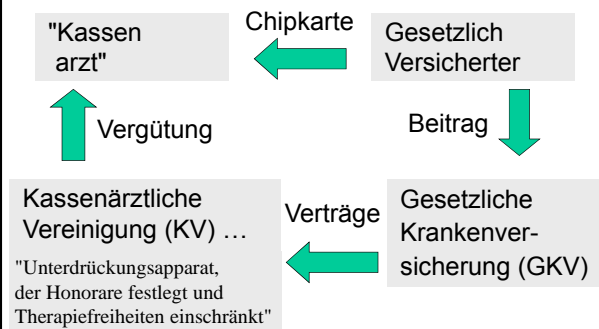 "Kassen
arzt"
Chipkarte
Gesetzlich
Versicherter
Vergütung
Beitrag
Kassenärztliche
Vereinigung (KV) …
"Unterdrückungsapparat,
der Honorare festlegt und
Therapiefreiheiten einschränkt"
Verträge
Gesetzliche
Krankenver-
sicherung (GKV)